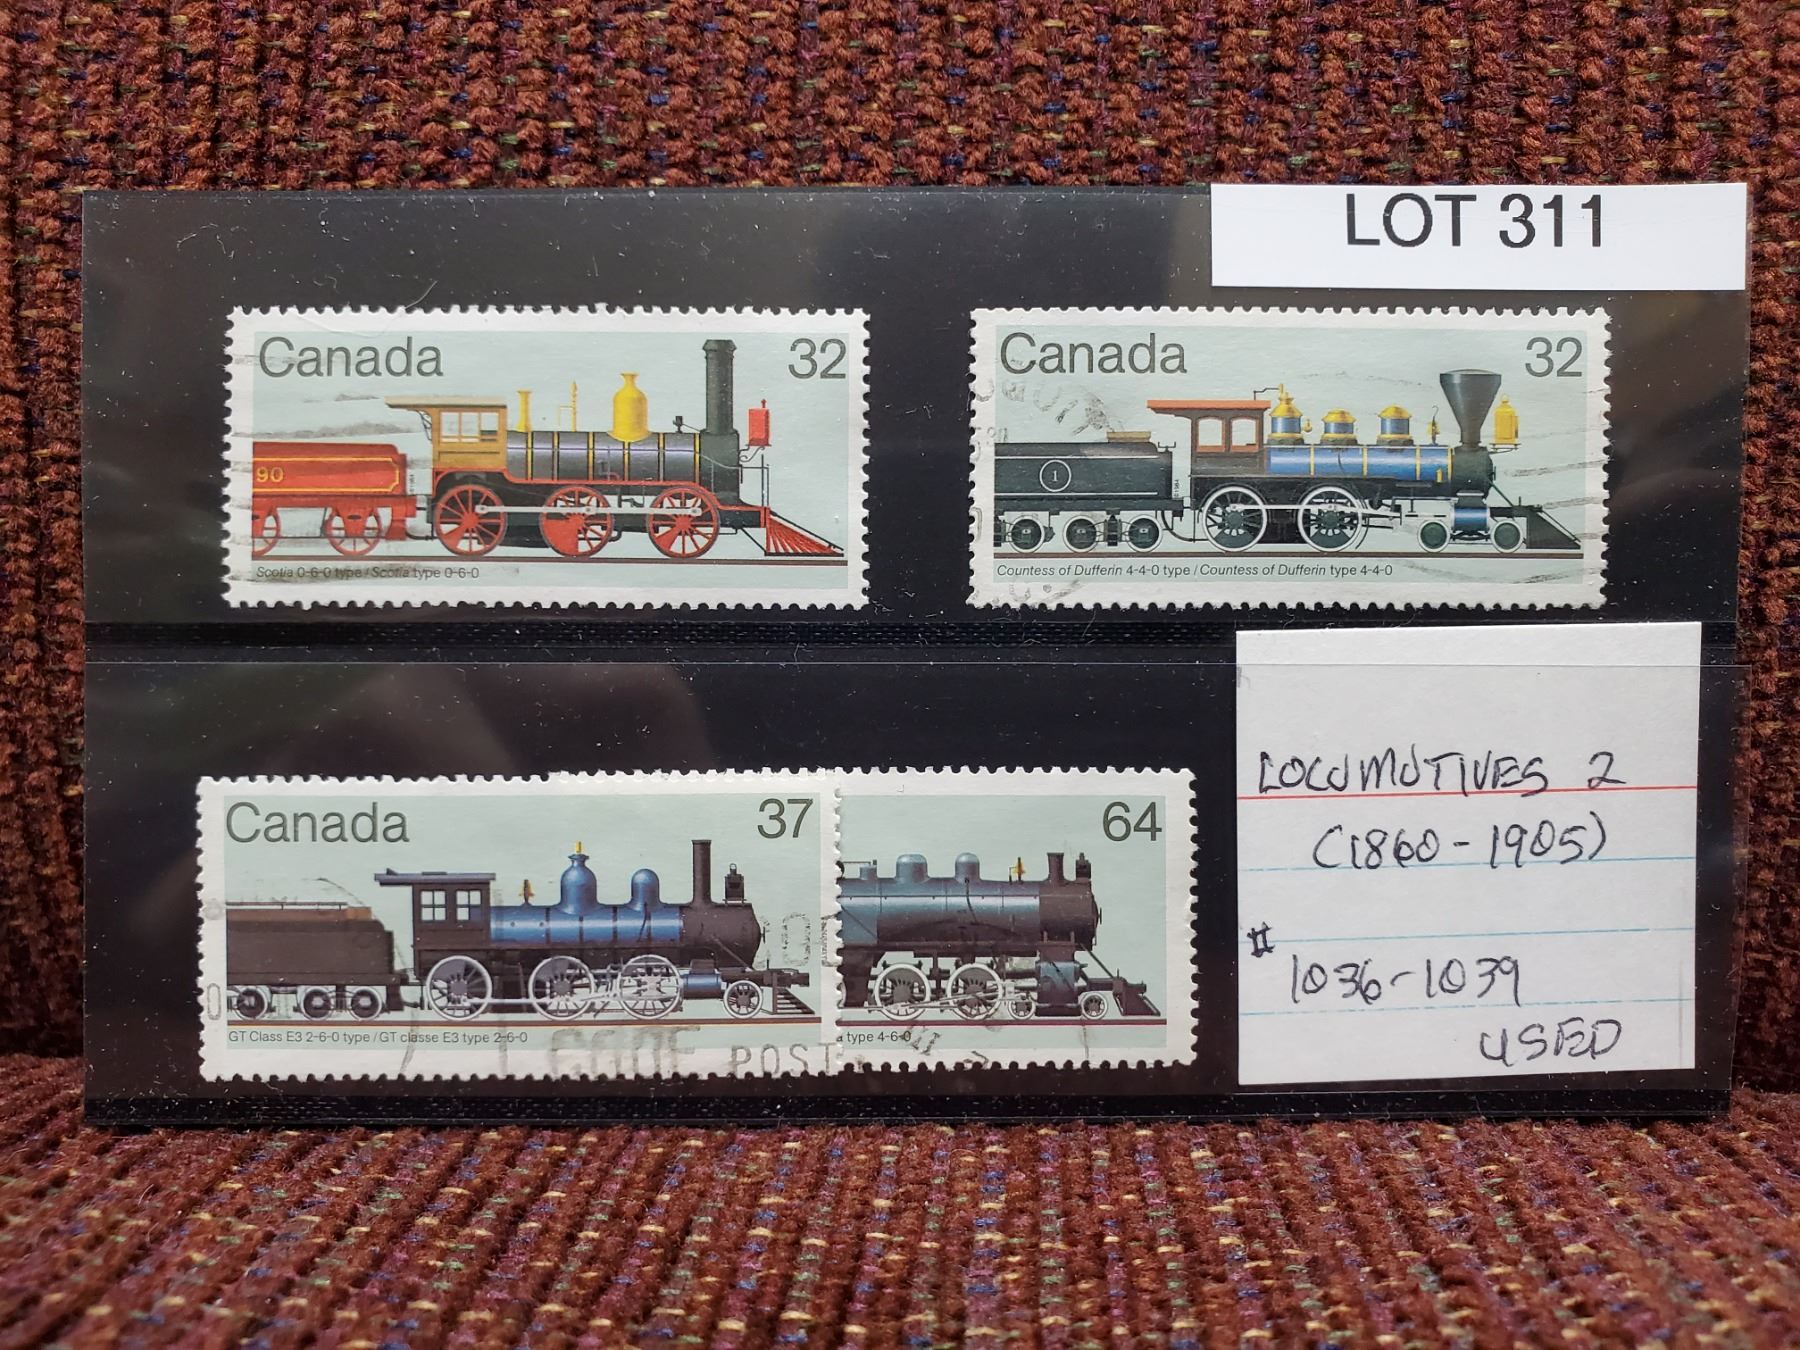 LOT 311
Canada 32
90
Scotia 0-6-0 type / Scotia type 0-6-0
Canada 32
1
Countess of Dufferin 4-4-0 type / Countess of Dufferin type 4-4-0
Canada 37
GT Class E3 2-6-0 type / GT classe E3 type 2-6-0
64
a type 4-6-0
POST
LOCOMOTIVES 2
(1860-1905)
#
1036-1039
USED